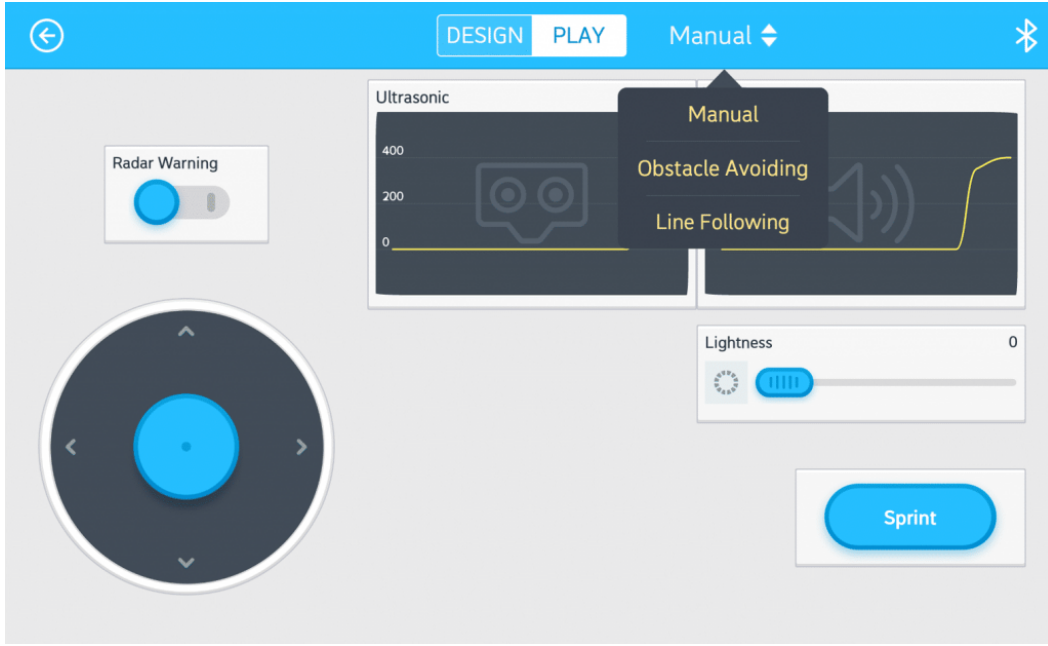 DESIGN PLAY Manual
Ultrasonic
Manual
Obstacle Avoiding
Line Following
400
200
0
Radar Warning
Lightness 0
Sprint